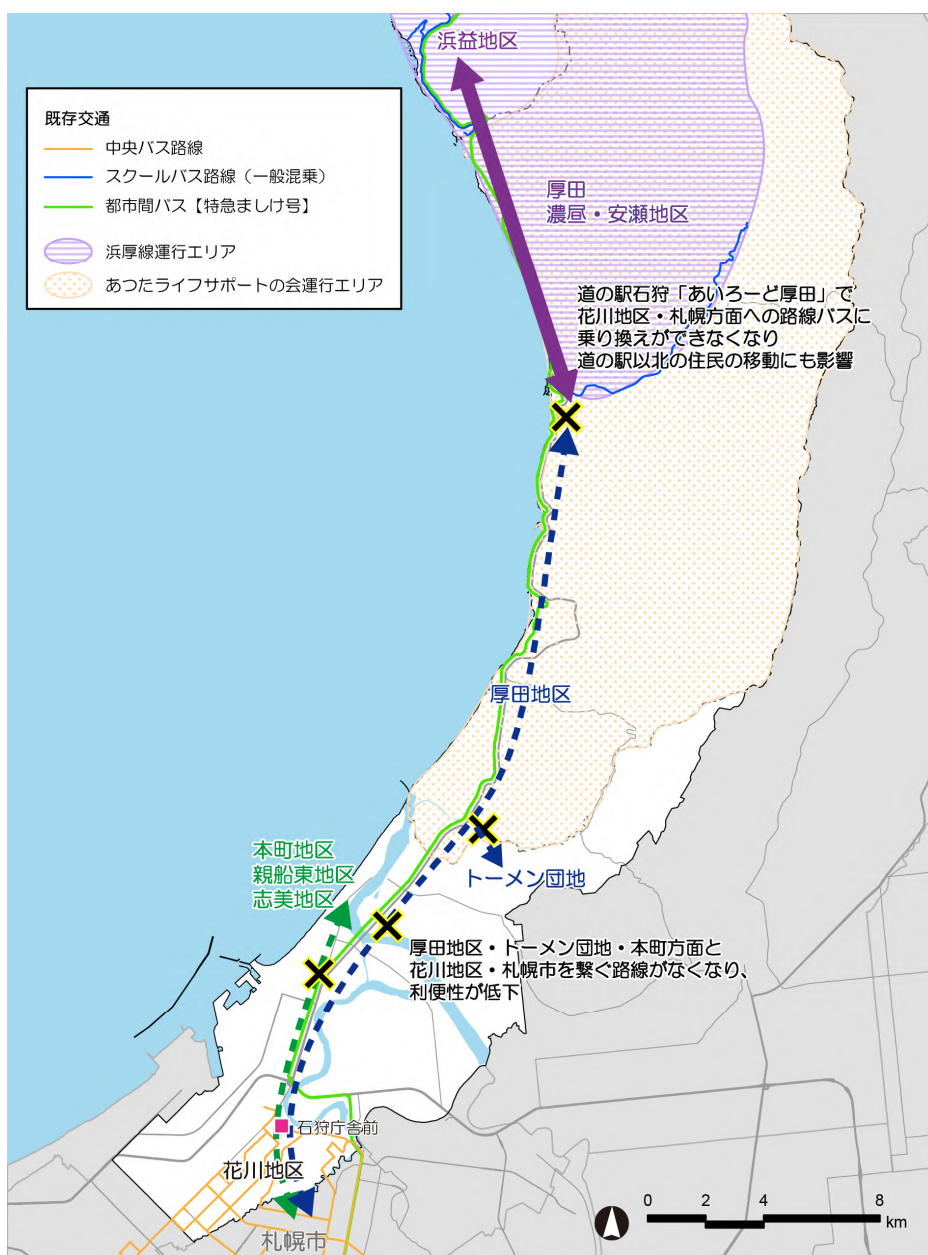 浜益地区
既存交通
中央バス路線
スクールバス路線（一般混乗）
都市間バス【特急ましけ号】
浜厚線運行エリア
あつたライフサポートの会運行エリア
厚田
濃昼・安瀬地区
道の駅石狩「あいろーど厚田」で
花川地区・札幌方面への路線バスに
乗り換えができなくなり
道の駅以北の住民の移動にも影響
厚田地区
本町地区
親船東地区
志美地区
トーメン団地
厚田地区・トーメン団地・本町方面と
花川地区・札幌市を繋ぐ路線がなくなり、
利便性が低下
石狩庁舎前
花川地区
札幌市
0 2 4 8
km